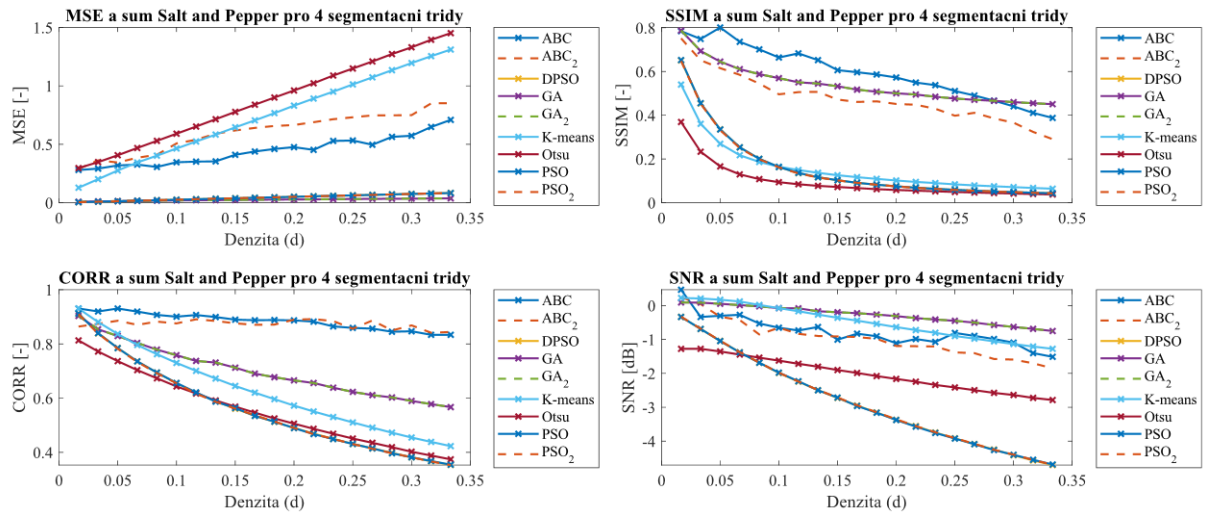 MSE a sum Salt and Pepper pro 4 segmentacni tridy
MSE [-]
1.5
1
0.5
0
0 0.05 0.1 0.15 0.2 0.25 0.3 0.35
Denzita (d)
ABC
ABC2
DPSO
GA
GA2
K-means
Otsu
PSO
PSO2
SSIM a sum Salt and Pepper pro 4 segmentacni tridy
SSIM [-]
0.8
0.6
0.4
0.2
0
0 0.05 0.1 0.15 0.2 0.25 0.3 0.35
Denzita (d)
ABC
ABC2
DPSO
GA
GA2
K-means
Otsu
PSO
PSO2
CORR a sum Salt and Pepper pro 4 segmentacni tridy
CORR [-]
1
0.8
0.6
0.4
0 0.05 0.1 0.15 0.2 0.25 0.3 0.35
Denzita (d)
ABC
ABC2
DPSO
GA
GA2
K-means
Otsu
PSO
PSO2
SNR a sum Salt and Pepper pro 4 segmentacni tridy
SNR [dB]
0
-1
-2
-3
-4
0 0.05 0.1 0.15 0.2 0.25 0.3 0.35
Denzita (d)
ABC
ABC2
DPSO
GA
GA2
K-means
Otsu
PSO
PSO2